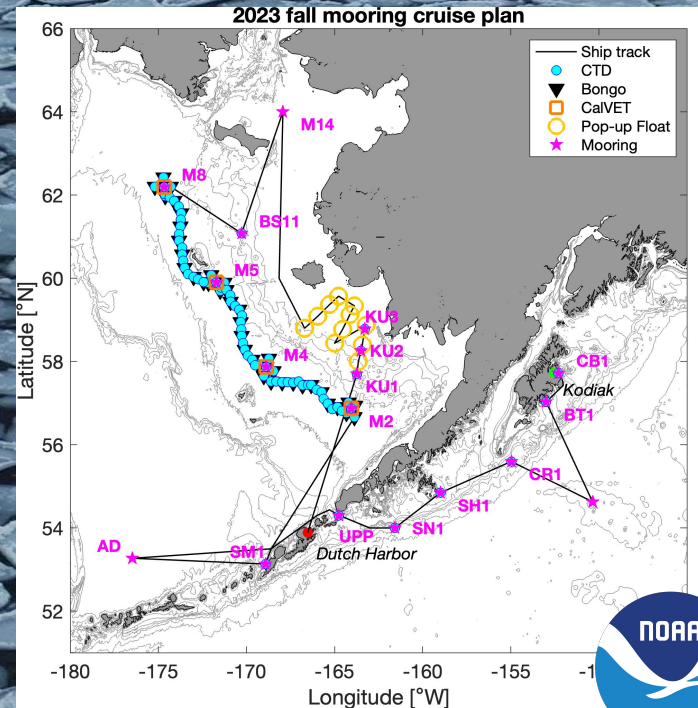 2023 fall mooring cruise plan
66
64
62
60
58
56
54
52
Latitude [°N]
Ship track
CTD
Bongo
CalVET
Pop-up Float
Mooring
M14
M8
BS11
M5
KU3
KU2
M4
KU1
CB1
Kodiak
BT1
M2
CR1
SH1
SN1
UPP
Dutch Harbor
AD
SM1
-180
-175
-170
-165
-160
-155
Longitude [°W]
NOAA